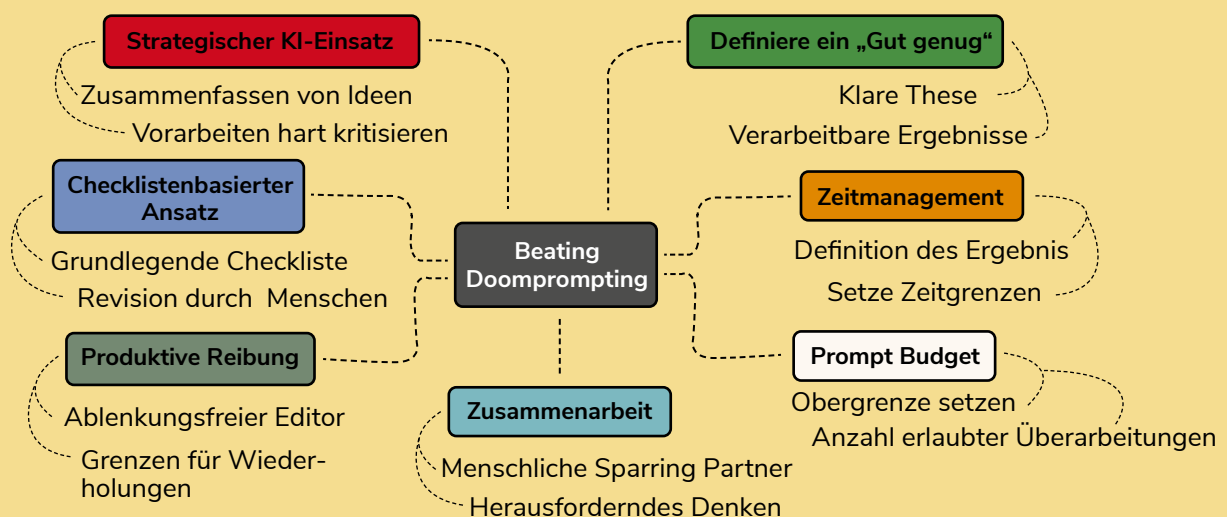 Strategischer KI-Einsatz
Zusammenfassen von Ideen
Vorarbeiten hart kritisieren
Definiere ein „Gut genug“
Klare These
Verarbeitbare Ergebnisse
Checklistenbasierter
Ansatz
Grundlegende Checkliste
Revision durch Menschen
Zeitmanagement
Definition des Ergebnis
Setze Zeitgrenzen
Beating
Doomprompting
Produktive Reibung
Ablenkungsfreier Editor
Grenzen für Wieder-
holungen
Zusammenarbeit
Menschliche Sparring Partner
Herausforderndes Denken
Prompt Budget
Obergrenze setzen
Anzahl erlaubter Überarbeitungen